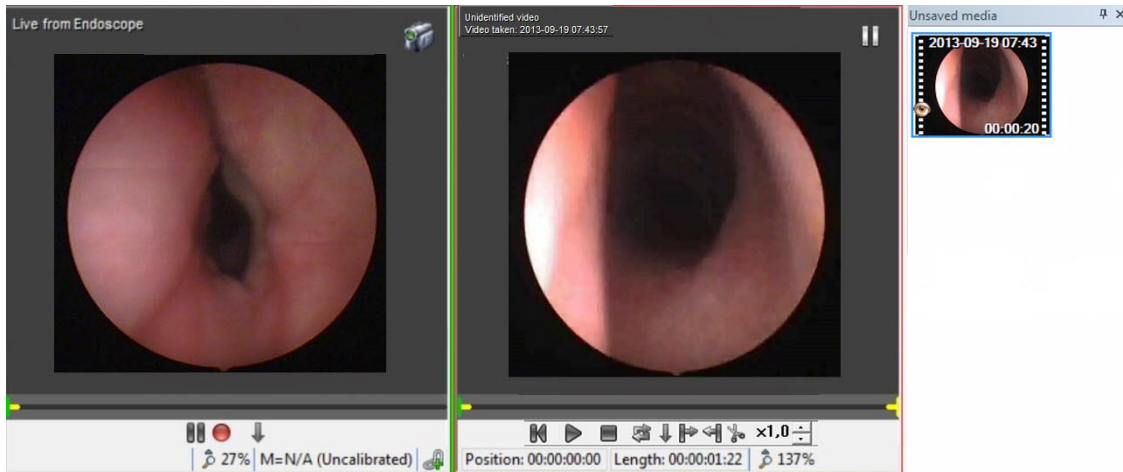 Live from Endoscope
Unidentified video
Video taken: 2013-09-19 07:43:57
Unsaved media
2013-09-19 07:43
00:00:20
x1,0
27%
M=N/A (Uncalibrated)
Position: 00:00:00:00
Length: 00:00:01:22
137%